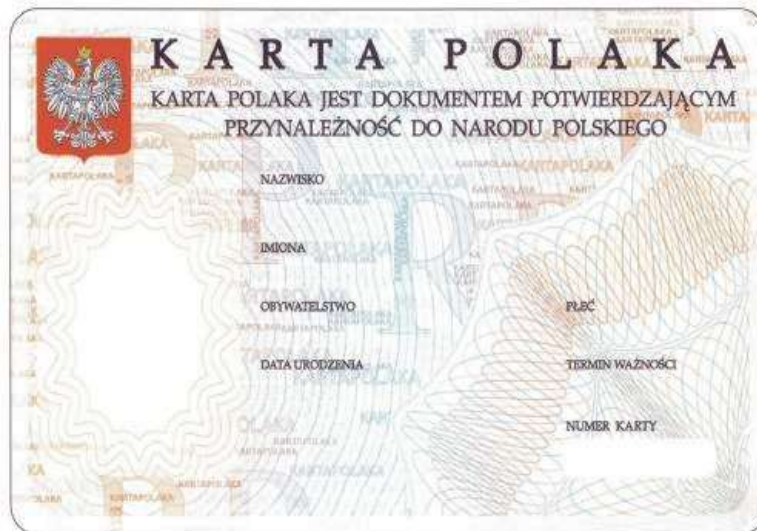 KARTA POLAKA
KARTA POLAKA JEST DOKUMENTEM POTWIERDZAJĄCYM
PRZYNALEŻNOŚĆ DO NARODU POLSKIEGO
NAZWISKO
IMIONA
OBYWATELSTWO
PŁEĆ
DATA URODZENIA
TERMIN WAŻNOŚCI
NUMER KARTY